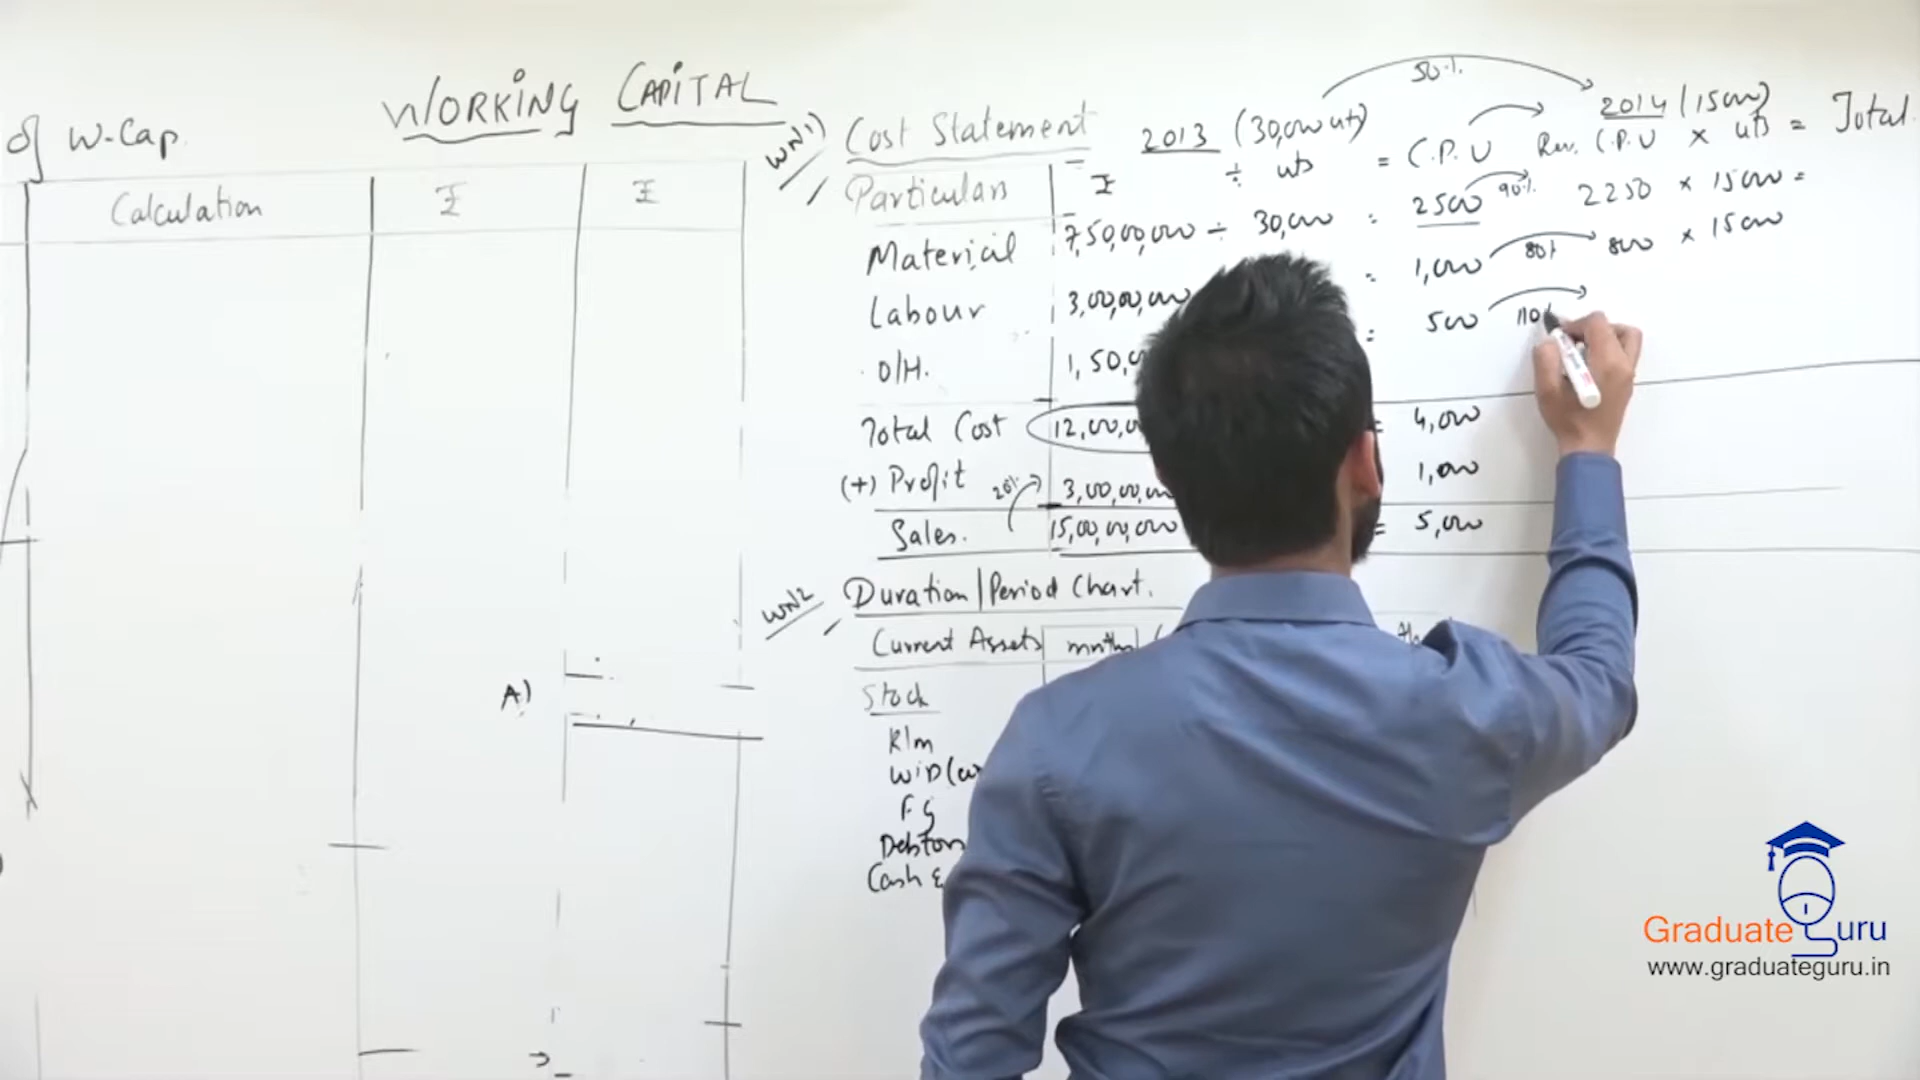 WORKING CAPITAL
of W-Cap.
Calculation ₹ ₹
WN1) Cost Statement 2013 (30,000 uts) 50% 2014 (15000)
Particulars ₹ ÷ uts = C.P.U Rev. C.P.U × uts = Total
Material 7,50,00,000 ÷ 30,000 = 2500 90% 2250 × 15000 =
Labour 3,00,00,000 = 1,000 80% 800 × 15000
O/H. 1,50,0 = 500 110%
Total Cost 12,00,0 = 4,000
(+) Profit 20% 3,00,00,000 1,000
Sales. 15,00,00,000 = 5,000
WN2 Duration/Period Chart.
Current Assets months
Stock
A)
R/m
WIP
FG
Debtors
Cash &
GraduateGuru
www.graduateguru.in